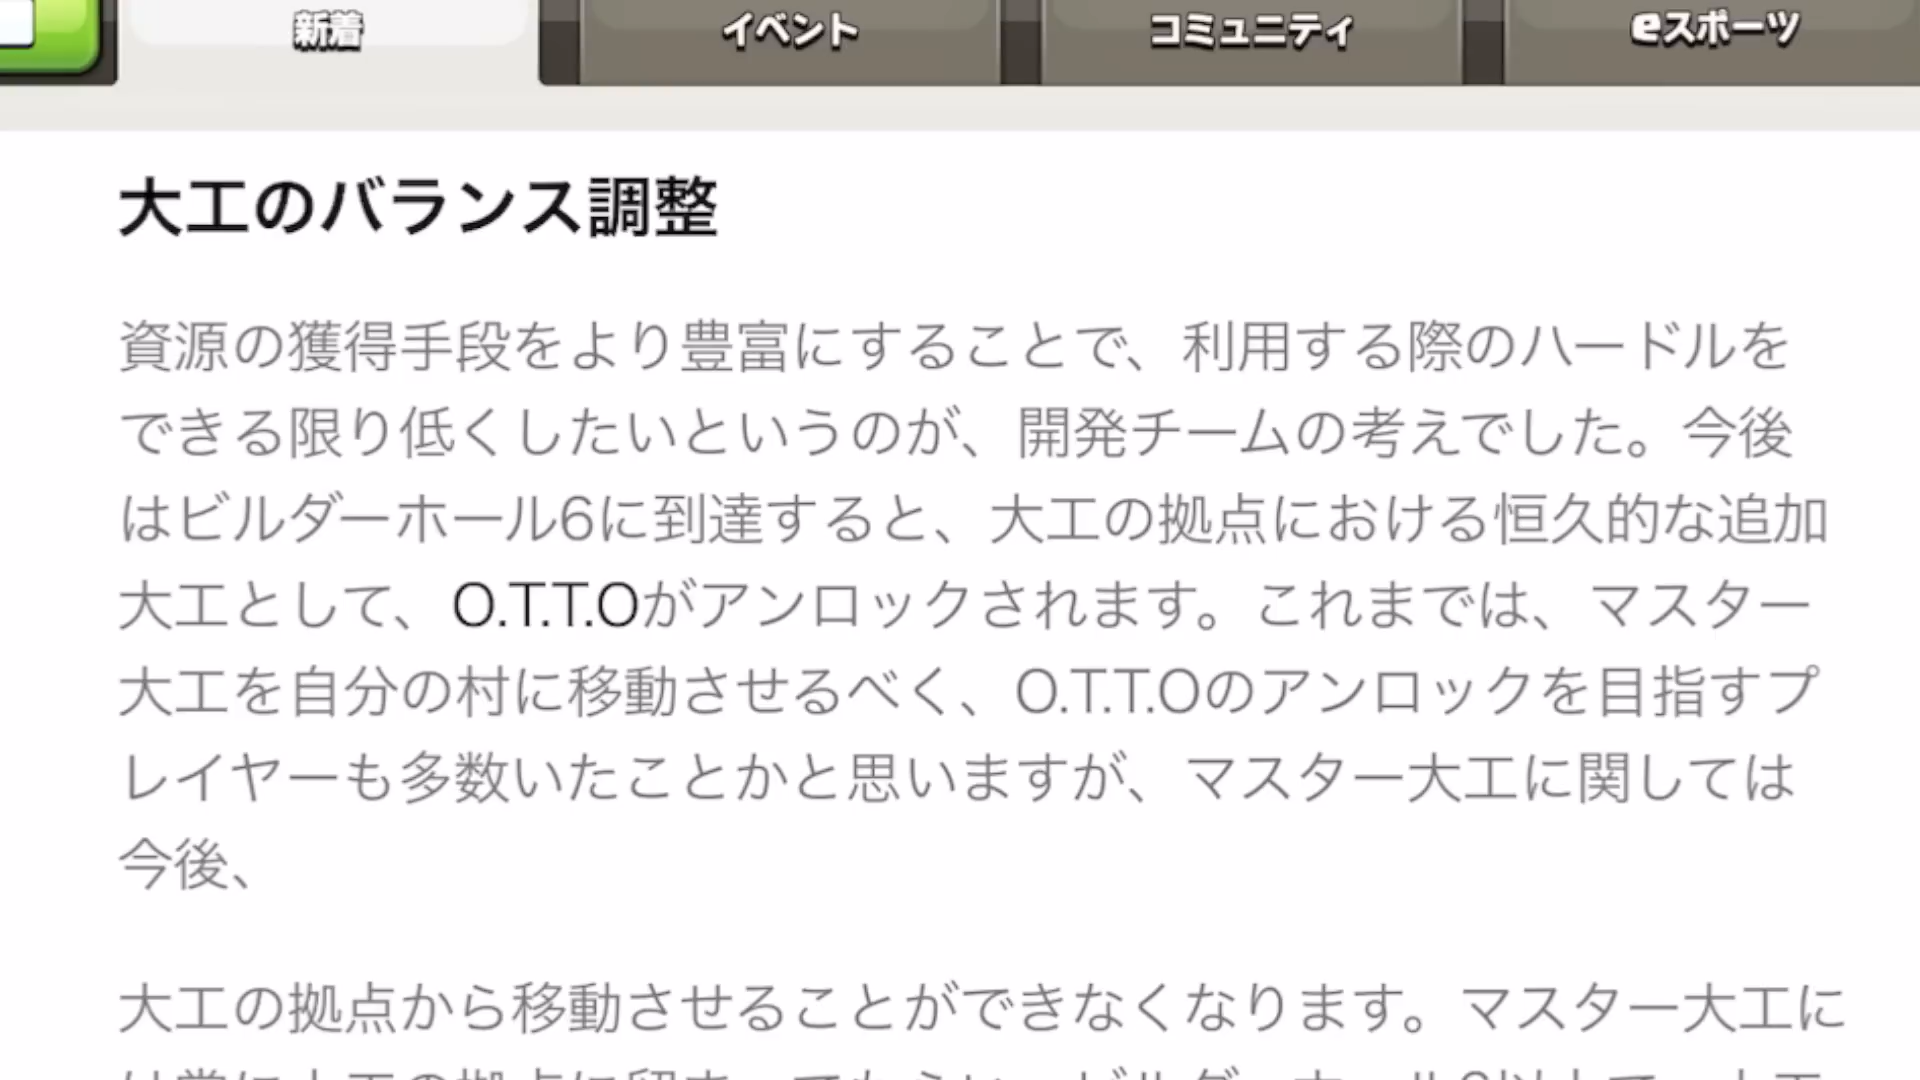 新着
イベント
コミュニティ
eスポーツ
大工のバランス調整
資源の獲得手段をより豊富にすることで、利用する際のハードルを
できる限り低くしたいというのが、開発チームの考えでした。今後
はビルダーホール6に到達すると、大工の拠点における恒久的な追加
大工として、O.T.T.Oがアンロックされます。これまでは、マスター
大工を自分の村に移動させるべく、O.T.T.Oのアンロックを目指すプ
レイヤーも多数いたことかと思いますが、マスター大工に関しては
今後、
大工の拠点から移動させることができなくなります。マスター大工に